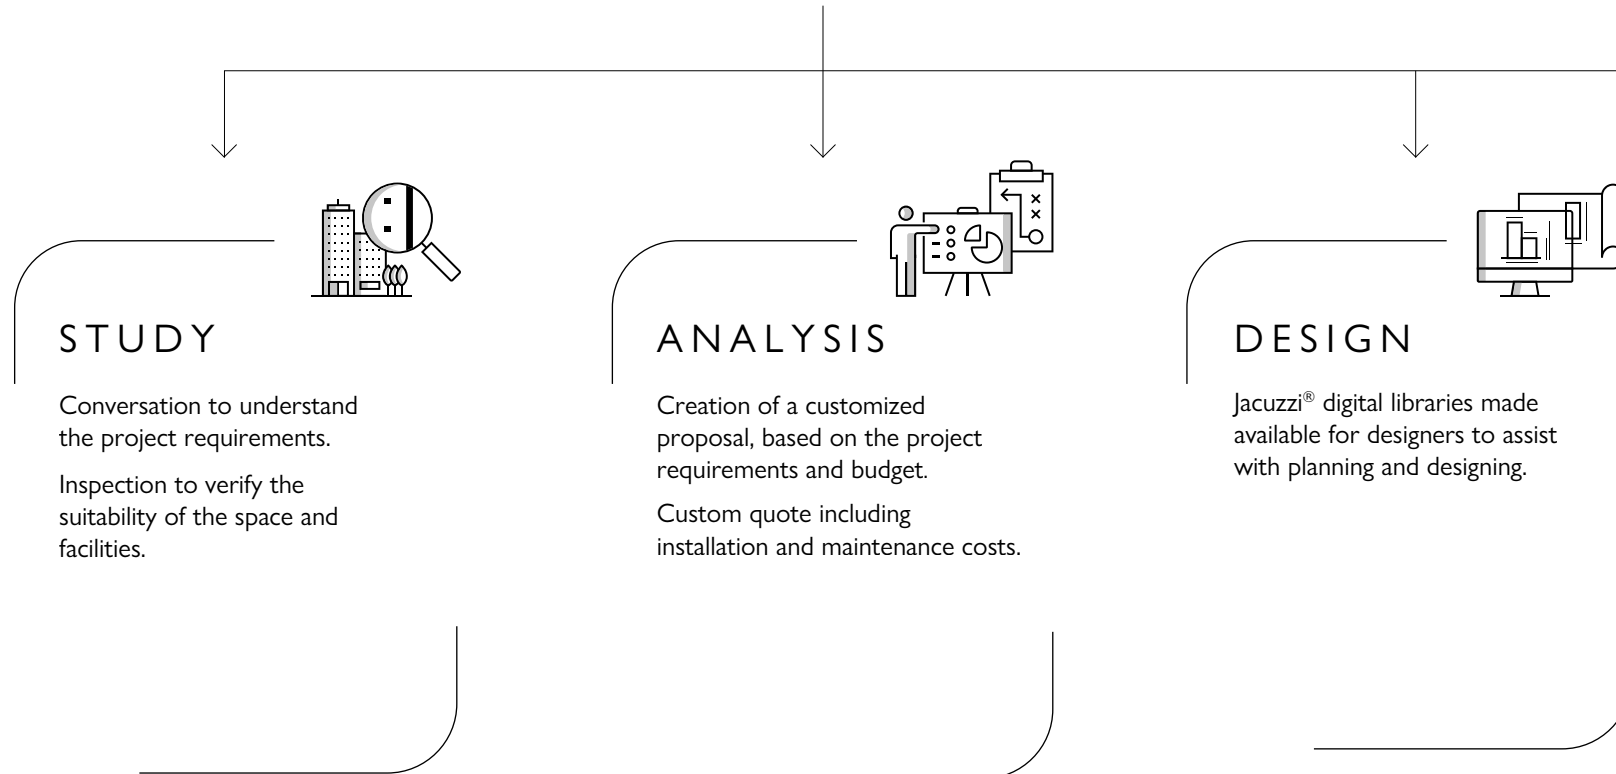 STUDY
Conversation to understand
the project requirements.
Inspection to verify the
suitability of the space and
facilities.
ANALYSIS
Creation of a customized
proposal, based on the project
requirements and budget.
Custom quote including
installation and maintenance costs.
DESIGN
Jacuzzi® digital libraries made
available for designers to assist
with planning and designing.